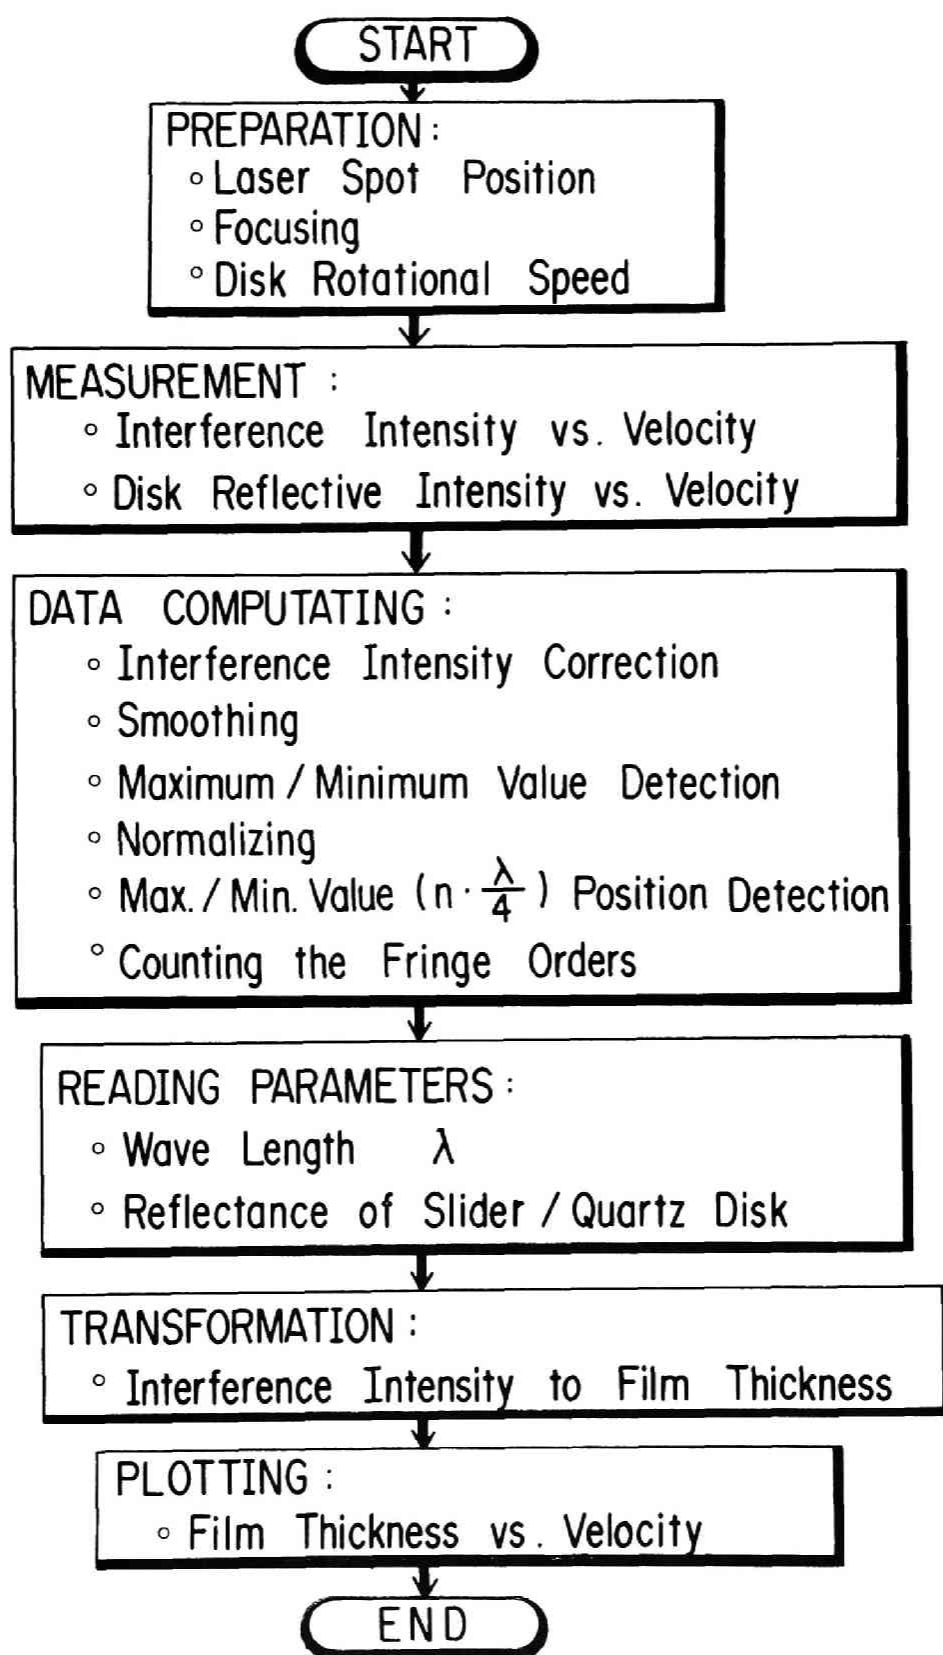 START
PREPARATION:
○ Laser Spot Position
○ Focusing
○ Disk Rotational Speed
MEASUREMENT :
○ Interference Intensity vs. Velocity
○ Disk Reflective Intensity vs. Velocity
DATA COMPUTATING :
○ Interference Intensity Correction
○ Smoothing
○ Maximum / Minimum Value Detection
○ Normalizing
○ Max. / Min. Value (n · λ/4) Position Detection
○ Counting the Fringe Orders
READING PARAMETERS :
○ Wave Length λ
○ Reflectance of Slider / Quartz Disk
TRANSFORMATION :
○ Interference Intensity to Film Thickness
PLOTTING :
○ Film Thickness vs. Velocity
END